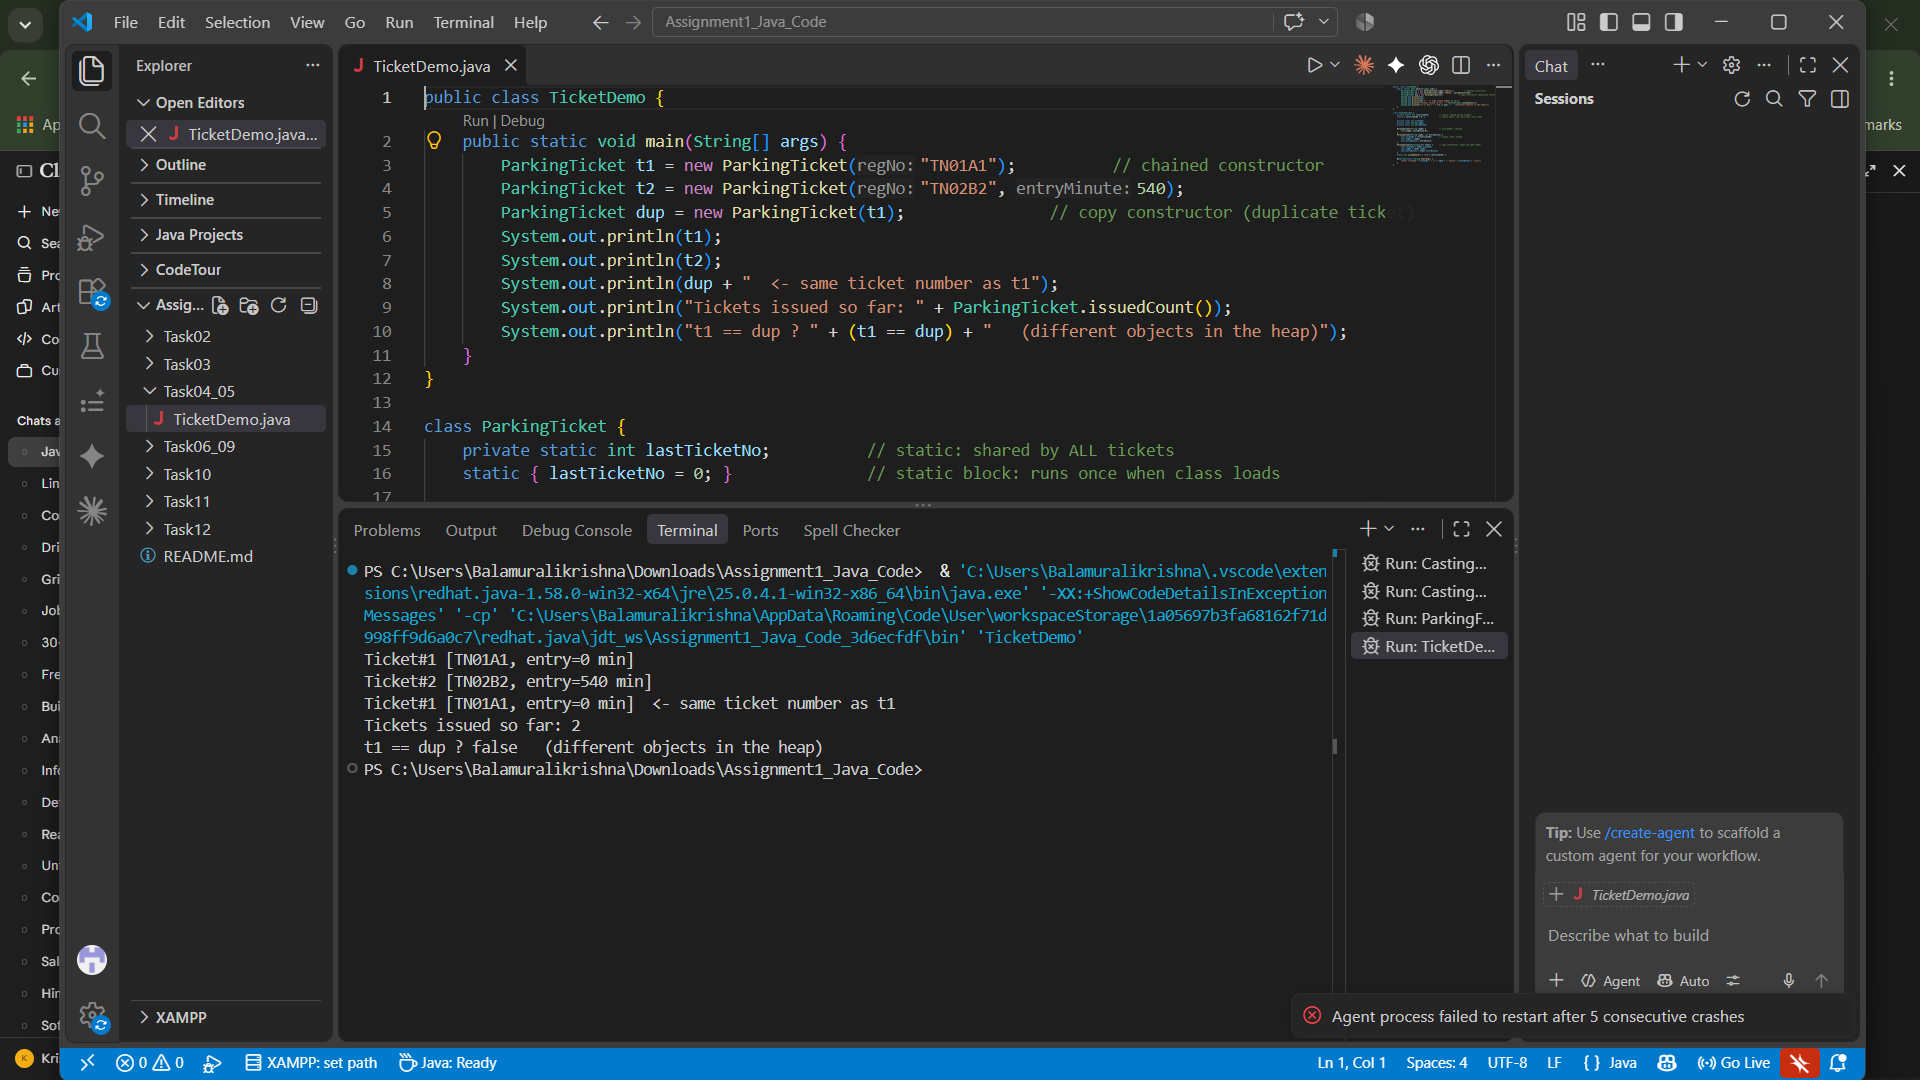 File Edit Selection View Go Run Terminal Help
Assignment1_Java_Code
Explorer
Open Editors
TicketDemo.java...
Outline
Timeline
Java Projects
CodeTour
Assig...
Task02
Task03
Task04_05
TicketDemo.java
Task06_09
Task10
Task11
Task12
README.md
XAMPP
TicketDemo.java
1 public class TicketDemo {
Run | Debug
2 public static void main(String[] args) {
3 ParkingTicket t1 = new ParkingTicket(regNo: "TN01A1"); // chained constructor
4 ParkingTicket t2 = new ParkingTicket(regNo: "TN02B2", entryMinute: 540);
5 ParkingTicket dup = new ParkingTicket(t1); // copy constructor (duplicate ticket)
6 System.out.println(t1);
7 System.out.println(t2);
8 System.out.println(dup + "  <- same ticket number as t1");
9 System.out.println("Tickets issued so far: " + ParkingTicket.issuedCount());
10 System.out.println("t1 == dup ? " + (t1 == dup) + "   (different objects in the heap)");
11 }
12 }
13
14 class ParkingTicket {
15 private static int lastTicketNo; // static: shared by ALL tickets
16 static { lastTicketNo = 0; } // static block: runs once when class loads
17
Problems Output Debug Console Terminal Ports Spell Checker
PS C:\Users\Balamuralikrishna\Downloads\Assignment1_Java_Code>  & 'C:\Users\Balamuralikrishna\.vscode\exten
sions\redhat.java-1.58.0-win32-x64\jre\25.0.4.1-win32-x86_64\bin\java.exe' '-XX:+ShowCodeDetailsInException
Messages' '-cp' 'C:\Users\Balamuralikrishna\AppData\Roaming\Code\User\workspaceStorage\1a05697b3fa68162f71d
998ff9d6a0c7\redhat.java\jdt_ws\Assignment1_Java_Code_3d6ecfdf\bin' 'TicketDemo'
Ticket#1 [TN01A1, entry=0 min]
Ticket#2 [TN02B2, entry=540 min]
Ticket#1 [TN01A1, entry=0 min]  <- same ticket number as t1
Tickets issued so far: 2
t1 == dup ? false   (different objects in the heap)
PS C:\Users\Balamuralikrishna\Downloads\Assignment1_Java_Code>
Run: Casting...
Run: Casting...
Run: ParkingF...
Run: TicketDe...
Chat
Sessions
Tip: Use /create-agent to scaffold a
custom agent for your workflow.
TicketDemo.java
Describe what to build
Agent Auto
Agent process failed to restart after 5 consecutive crashes
0 0 XAMPP: set path Java: Ready
Ln 1, Col 1 Spaces: 4 UTF-8 LF { } Java Go Live